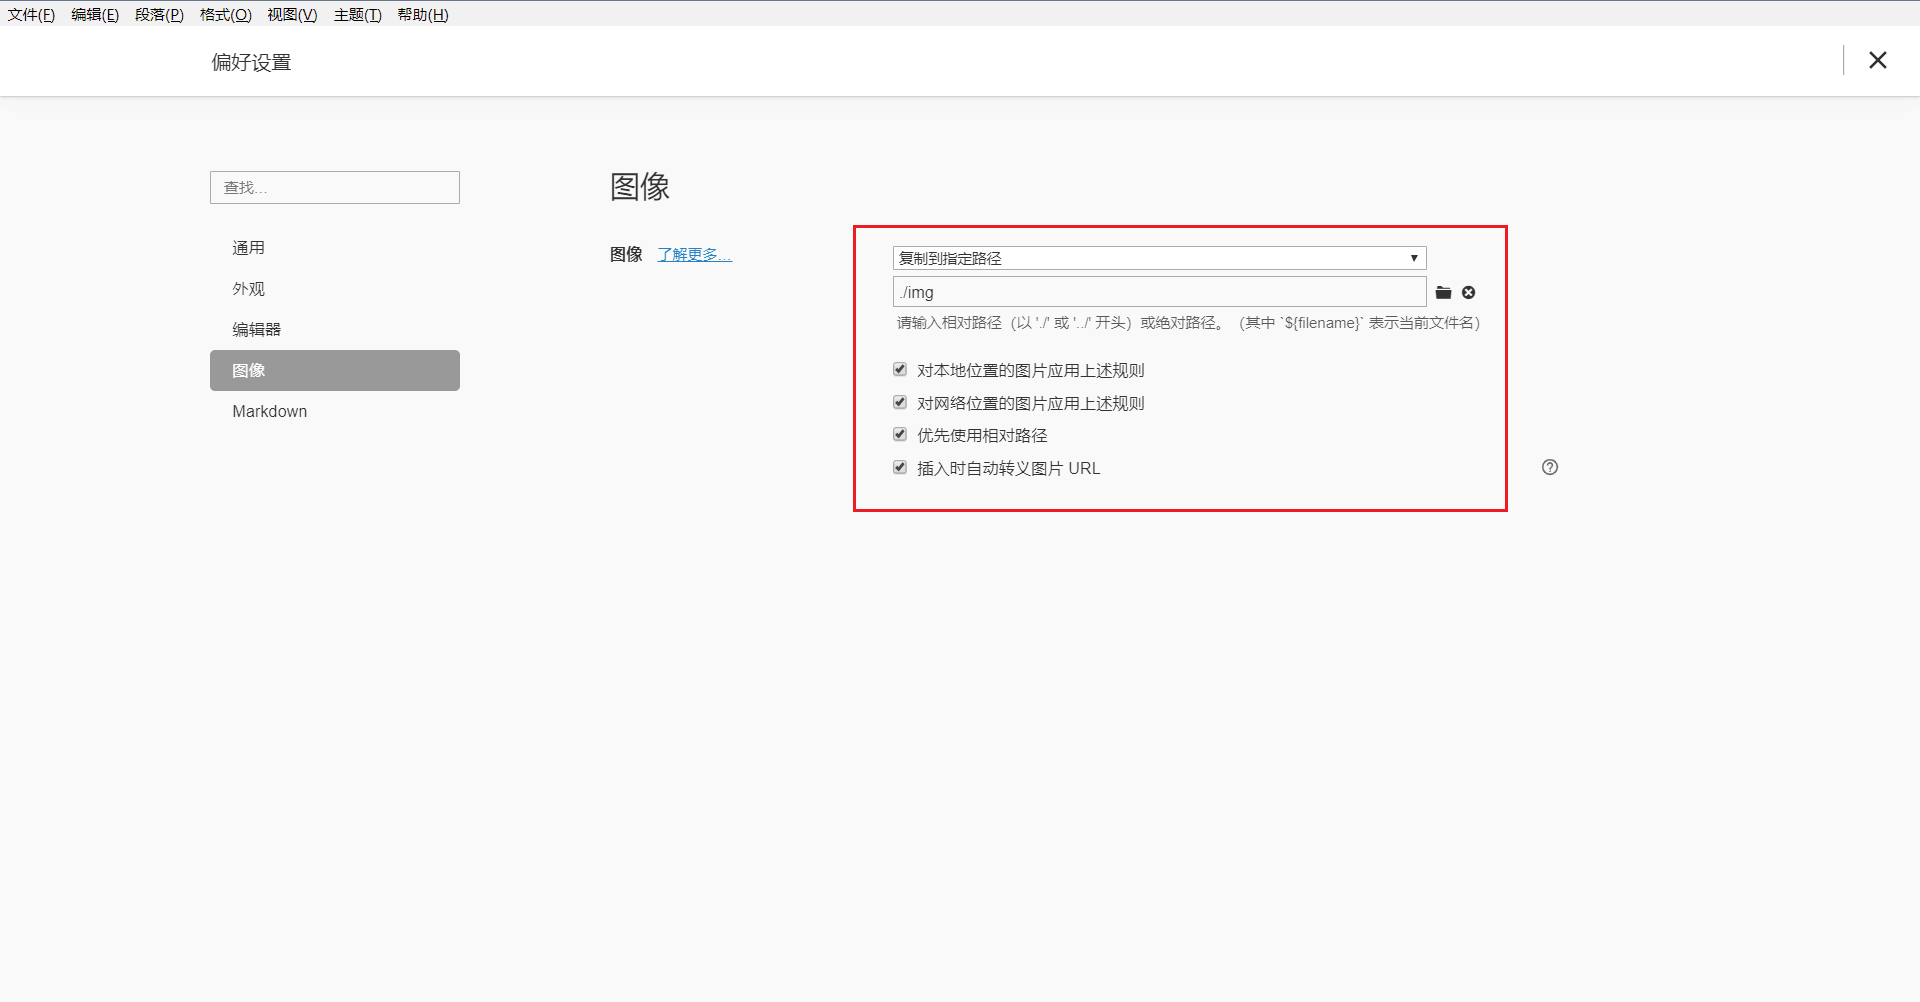 文件(F) 编辑(E) 段落(P) 格式(O) 视图(V) 主题(T) 帮助(H)
偏好设置
查找...
通用
外观
编辑器
图像
Markdown
图像
图像 了解更多...
复制到指定路径
./img
请输入相对路径（以 './' 或 '../' 开头）或绝对路径。（其中 `${filename}` 表示当前文件名）
对本地位置的图片应用上述规则
对网络位置的图片应用上述规则
优先使用相对路径
插入时自动转义图片 URL